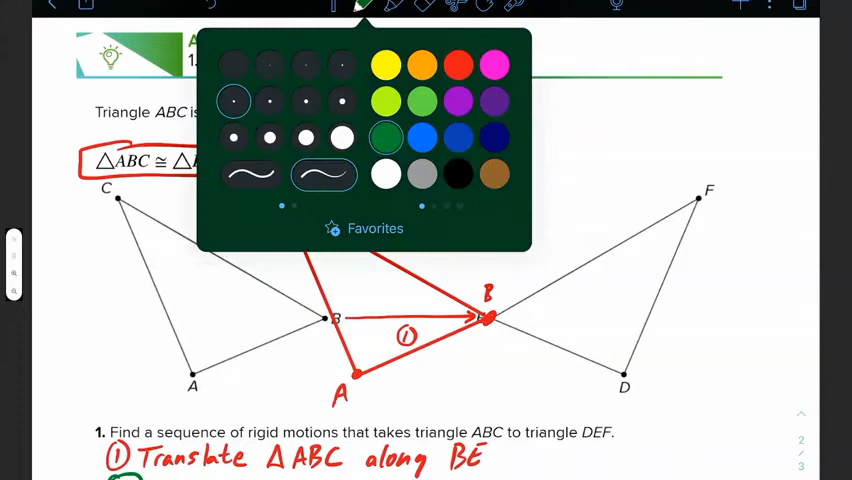 A
1.
Triangle ABC is
△ABC ≅ △
C
F
Favorites
B
B
①
A
D
A
1. Find a sequence of rigid motions that takes triangle ABC to triangle DEF.
① Translate △ABC along BE
2
3